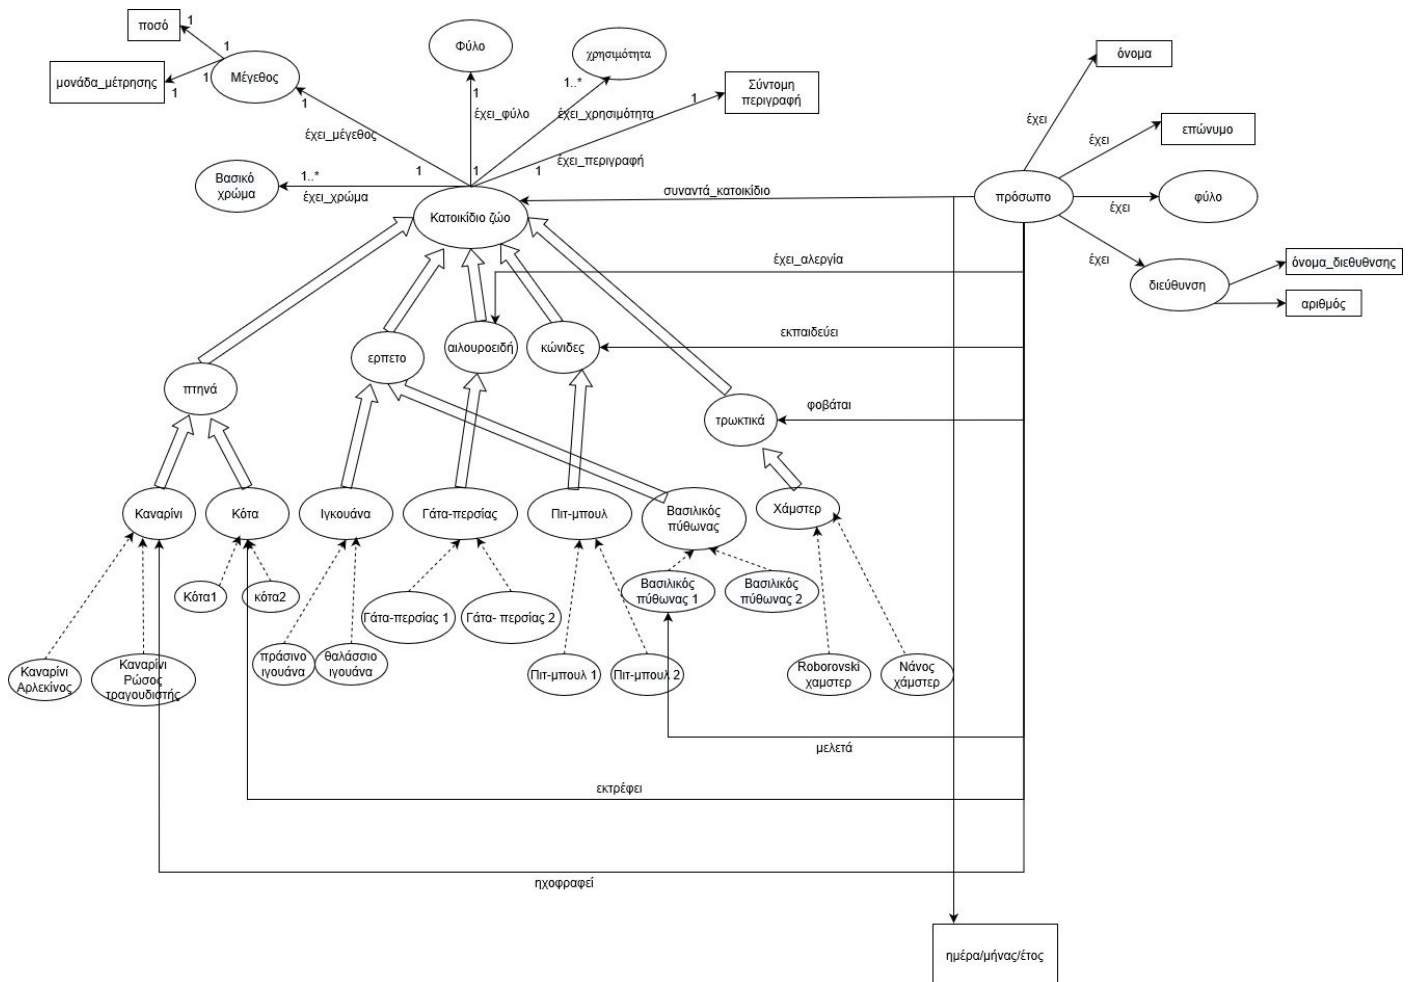 ποσό
1
1
μονάδα_μέτρησης
1
1
Μέγεθος
1
έχει_μέγεθος
1
Φύλο
1
έχει_φύλο
1
χρησιμότητα
1..*
έχει_χρησιμότητα
Σύντομη
περιγραφή
1
έχει_περιγραφή
1
Βασικό
χρώμα
1..*
έχει_χρώμα
Κατοικίδιο ζώο
συναντά_κατοικίδιο
πρόσωπο
όνομα
έχει
επώνυμο
έχει
φύλο
έχει
διεύθυνση
έχει
όνομα_διεθυθνσης
αριθμός
έχει_αλεργία
εκπαιδεύει
φοβάται
πτηνά
ερπετο
αιλουροειδή
κώνιδες
τρωκτικά
Καναρίνι
Κότα
Ιγκουάνα
Γάτα-περσίας
Πιτ-μπουλ
Βασιλικός
πύθωνας
Χάμστερ
Κότα1
κότα2
Γάτα-περσίας 1
Γάτα- περσίας 2
Βασιλικός
πύθωνας 1
Βασιλικός
πύθωνας 2
Καναρίνι
Αρλεκίνος
Καναρίνι
Ρώσος
τραγουδιστής
πράσινο
ιγουάνα
θαλάσσιο
ιγουάνα
Πιτ-μπουλ 1
Πιτ-μπουλ 2
Roborovski
χαμστερ
Νάνος
χάμστερ
μελετά
εκτρέφει
ηχοφραφεί
ημέρα/μήνας/έτος